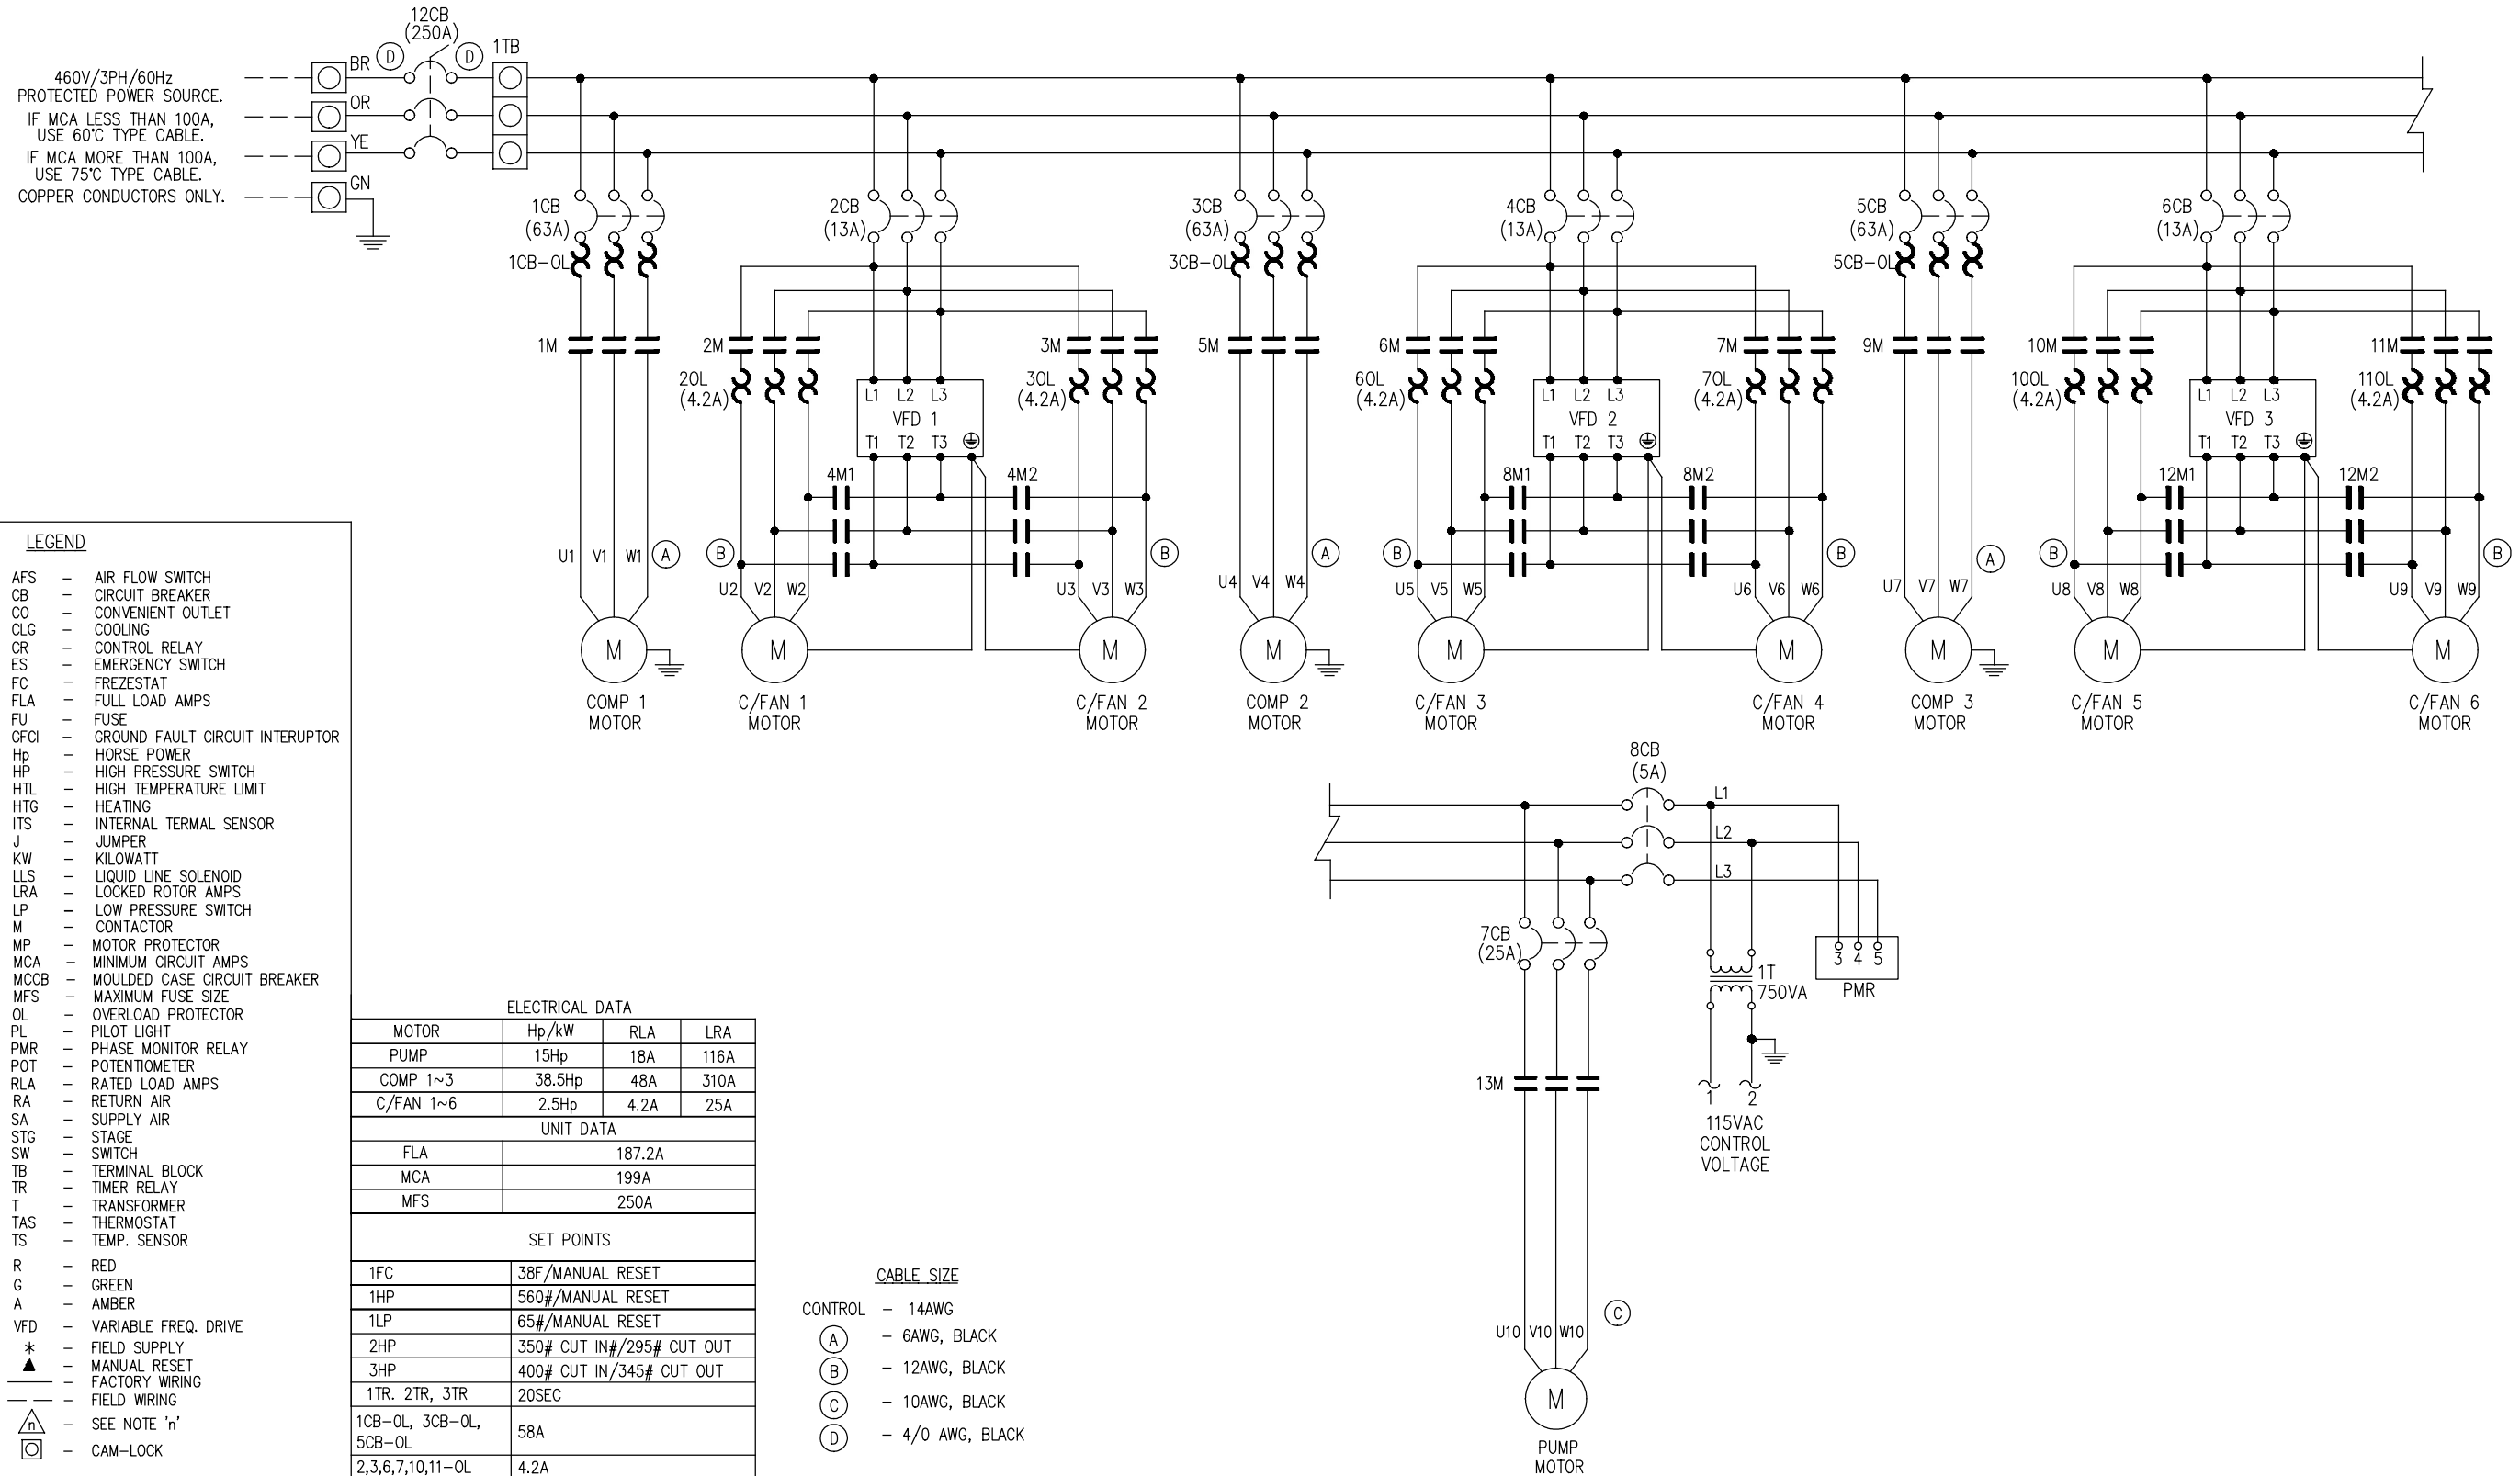 12CB
(250A)
D
D
1TB
BR
OR
YE
GN
460V/3PH/60Hz
PROTECTED POWER SOURCE.
IF MCA LESS THAN 100A,
USE 60°C TYPE CABLE.
IF MCA MORE THAN 100A,
USE 75°C TYPE CABLE.
COPPER CONDUCTORS ONLY.
1CB
(63A)
1CB-OL
1M
U1 V1 W1
A
M
COMP 1
MOTOR
2CB
(13A)
2M
3M
2OL
(4.2A)
3OL
(4.2A)
L1 L2 L3
VFD 1
T1 T2 T3
4M1
4M2
B
B
U2 V2 W2
U3 V3 W3
M
M
C/FAN 1
MOTOR
C/FAN 2
MOTOR
3CB
(63A)
3CB-OL
5M
A
U4 V4 W4
M
COMP 2
MOTOR
4CB
(13A)
6M
7M
6OL
(4.2A)
7OL
(4.2A)
L1 L2 L3
VFD 2
T1 T2 T3
8M1
8M2
B
B
U5 V5 W5
U6 V6 W6
M
M
C/FAN 3
MOTOR
C/FAN 4
MOTOR
5CB
(63A)
5CB-OL
9M
A
U7 V7 W7
M
COMP 3
MOTOR
6CB
(13A)
10M
11M
10OL
(4.2A)
11OL
(4.2A)
L1 L2 L3
VFD 3
T1 T2 T3
12M1
12M2
B
B
U8 V8 W8
U9 V9 W9
M
M
C/FAN 5
MOTOR
C/FAN 6
MOTOR
8CB
(5A)
L1
L2
L3
7CB
(25A)
1T
750VA
3 4 5
PMR
13M
1 2
115VAC
CONTROL
VOLTAGE
C
U10 V10 W10
M
PUMP
MOTOR
LEGEND
AFS – AIR FLOW SWITCH
CB – CIRCUIT BREAKER
CO – CONVENIENT OUTLET
CLG – COOLING
CR – CONTROL RELAY
ES – EMERGENCY SWITCH
FC – FREZESTAT
FLA – FULL LOAD AMPS
FU – FUSE
GFCI – GROUND FAULT CIRCUIT INTERUPTOR
Hp – HORSE POWER
HP – HIGH PRESSURE SWITCH
HTL – HIGH TEMPERATURE LIMIT
HTG – HEATING
ITS – INTERNAL TERMAL SENSOR
J – JUMPER
KW – KILOWATT
LLS – LIQUID LINE SOLENOID
LRA – LOCKED ROTOR AMPS
LP – LOW PRESSURE SWITCH
M – CONTACTOR
MP – MOTOR PROTECTOR
MCA – MINIMUM CIRCUIT AMPS
MCCB – MOULDED CASE CIRCUIT BREAKER
MFS – MAXIMUM FUSE SIZE
OL – OVERLOAD PROTECTOR
PL – PILOT LIGHT
PMR – PHASE MONITOR RELAY
POT – POTENTIOMETER
RLA – RATED LOAD AMPS
RA – RETURN AIR
SA – SUPPLY AIR
STG – STAGE
SW – SWITCH
TB – TERMINAL BLOCK
TR – TIMER RELAY
T – TRANSFORMER
TAS – THERMOSTAT
TS – TEMP. SENSOR
R – RED
G – GREEN
A – AMBER
VFD – VARIABLE FREQ. DRIVE
* – FIELD SUPPLY
▲ – MANUAL RESET
– FACTORY WIRING
– FIELD WIRING
n – SEE NOTE 'n'
– CAM-LOCK
ELECTRICAL DATA
MOTOR Hp/kW RLA LRA
PUMP 15Hp 18A 116A
COMP 1~3 38.5Hp 48A 310A
C/FAN 1~6 2.5Hp 4.2A 25A
UNIT DATA
FLA 187.2A
MCA 199A
MFS 250A
SET POINTS
1FC 38F/MANUAL RESET
1HP 560#/MANUAL RESET
1LP 65#/MANUAL RESET
2HP 350# CUT IN#/295# CUT OUT
3HP 400# CUT IN/345# CUT OUT
1TR. 2TR, 3TR 20SEC
1CB-OL, 3CB-OL,
5CB-OL 58A
2,3,6,7,10,11-OL 4.2A
CABLE SIZE
CONTROL – 14AWG
A – 6AWG, BLACK
B – 12AWG, BLACK
C – 10AWG, BLACK
D – 4/0 AWG, BLACK